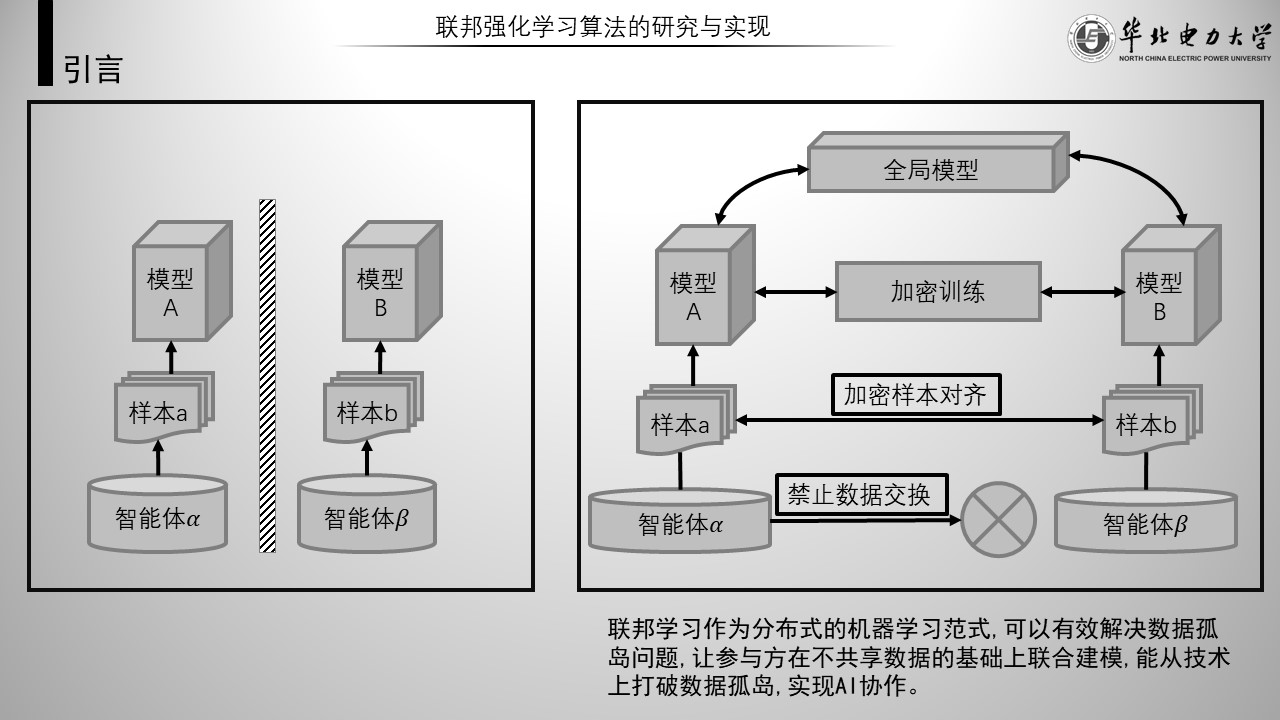 联邦强化学习算法的研究与实现
华北电力大学
NORTH CHINA ELECTRIC POWER UNIVERSITY
引言
模型
A
模型
B
样本a
样本b
智能体α
智能体β
全局模型
模型
A
加密训练
模型
B
加密样本对齐
样本a
样本b
禁止数据交换
智能体α
智能体β
联邦学习作为分布式的机器学习范式, 可以有效解决数据孤
岛问题, 让参与方在不共享数据的基础上联合建模, 能从技术
上打破数据孤岛, 实现AI协作。